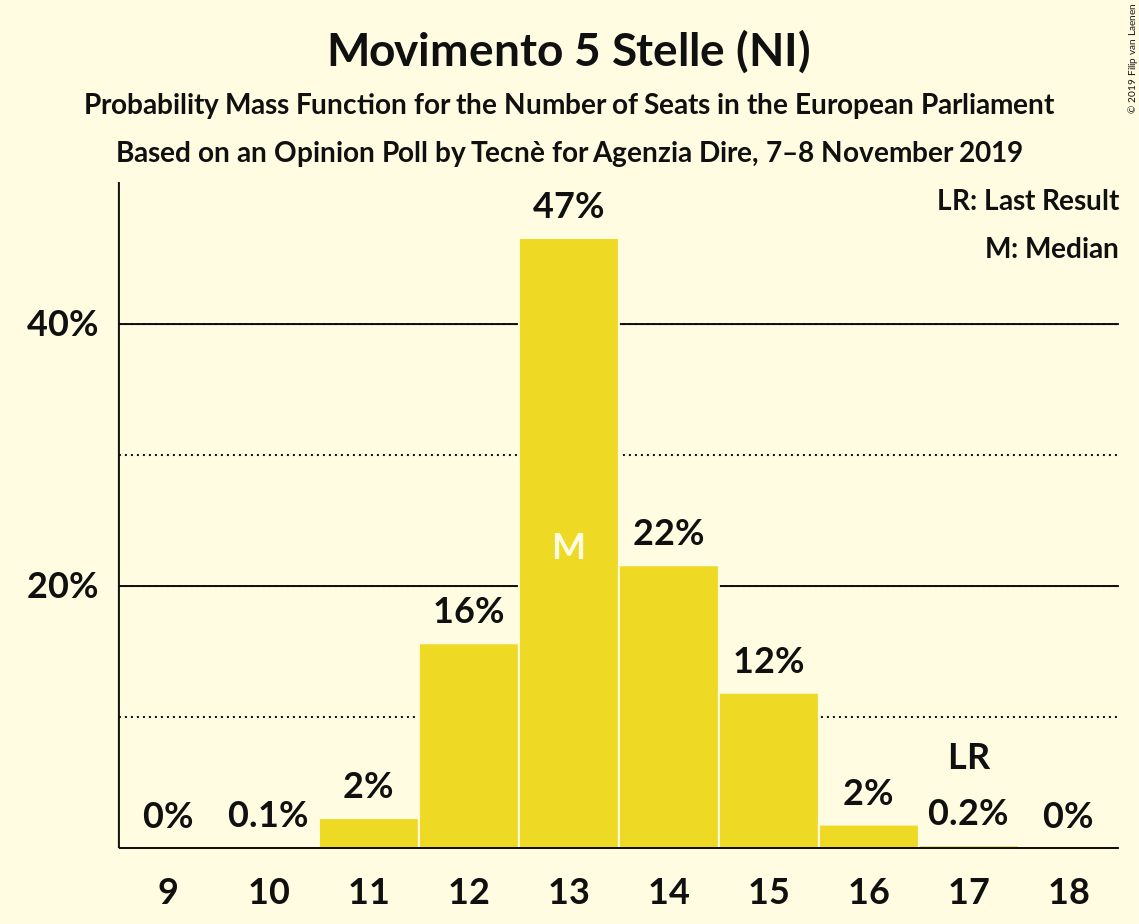 Movimento 5 Stelle (NI)
Probability Mass Function for the Number of Seats in the European Parliament
Based on an Opinion Poll by Tecnè for Agenzia Dire, 7–8 November 2019
© 2019 Filip van Laenen
LR: Last Result
M: Median
47%
40%
M
22%
20%
16%
12%
LR
2%
2%
0%
0.1%
0.2%
0%
9 10 11 12 13 14 15 16 17 18